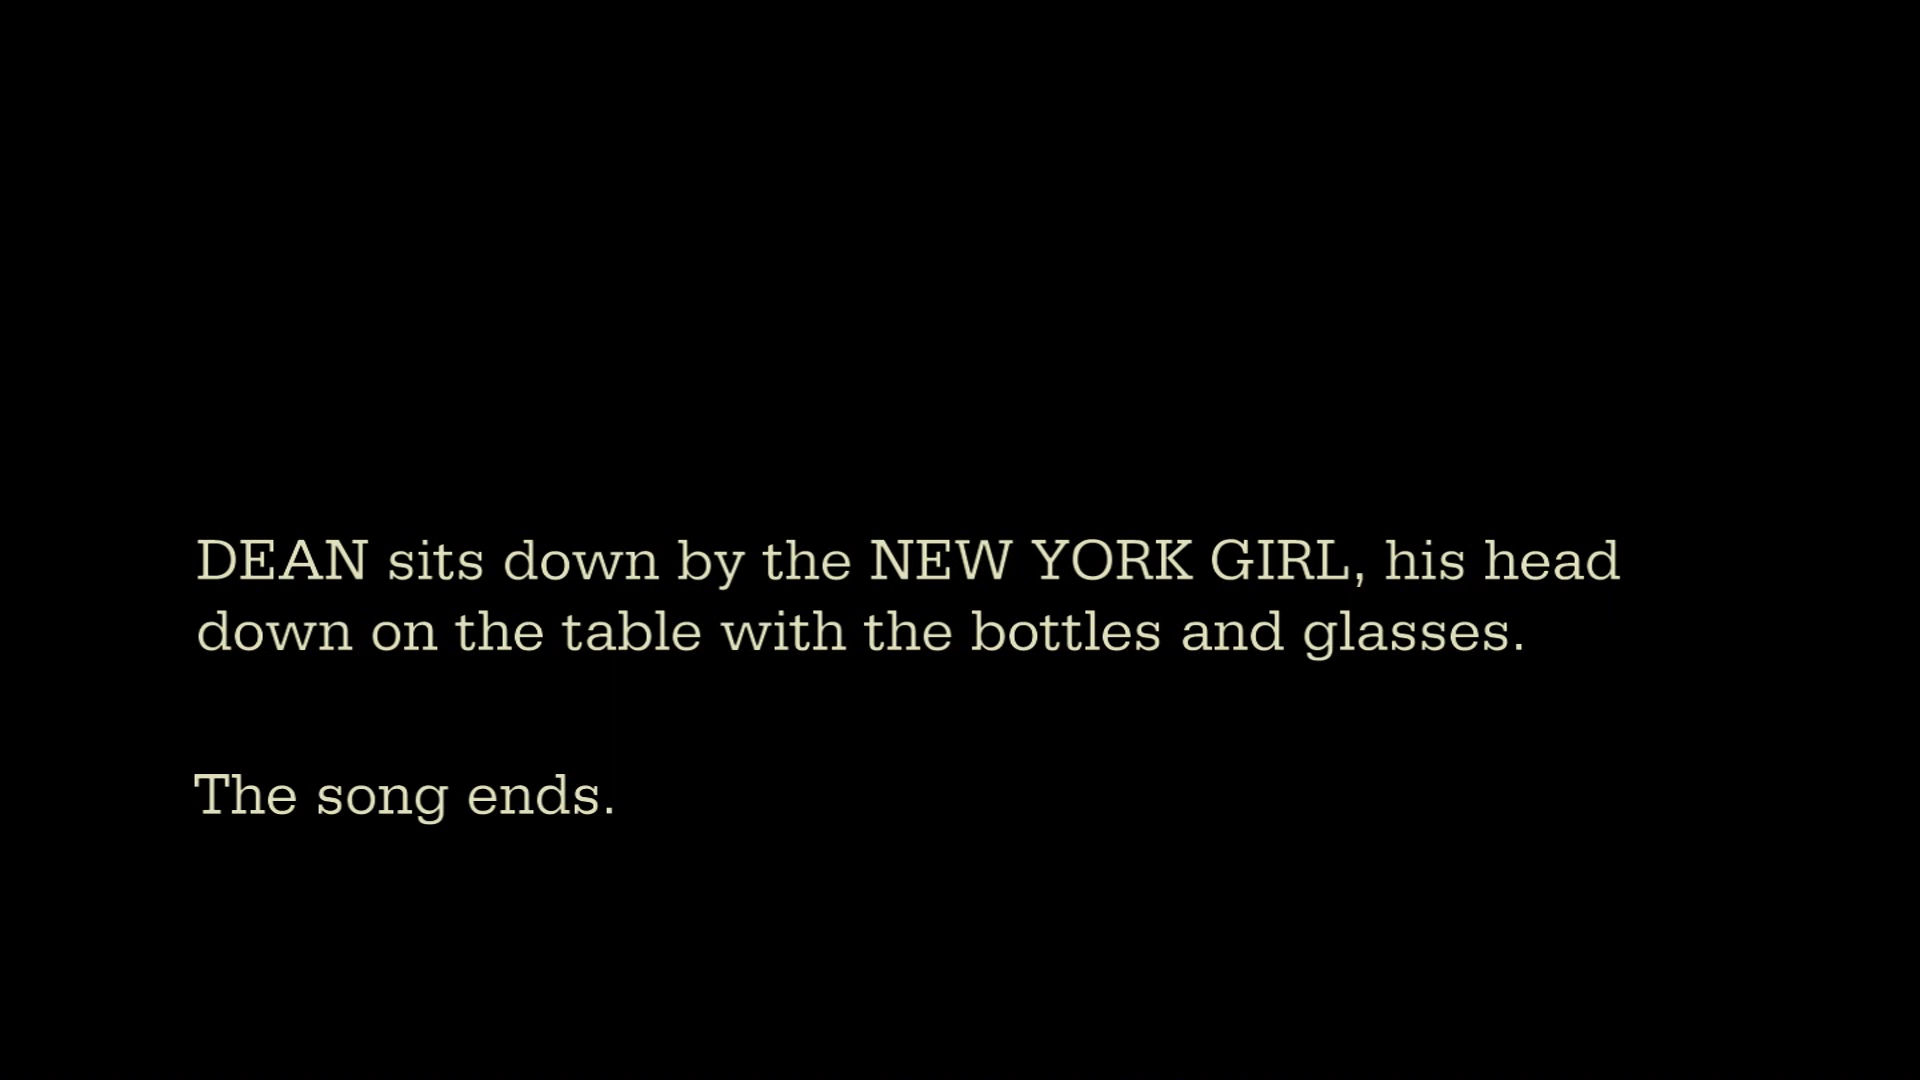 DEAN sits down by the NEW YORK GIRL, his head
down on the table with the bottles and glasses.
The song ends.